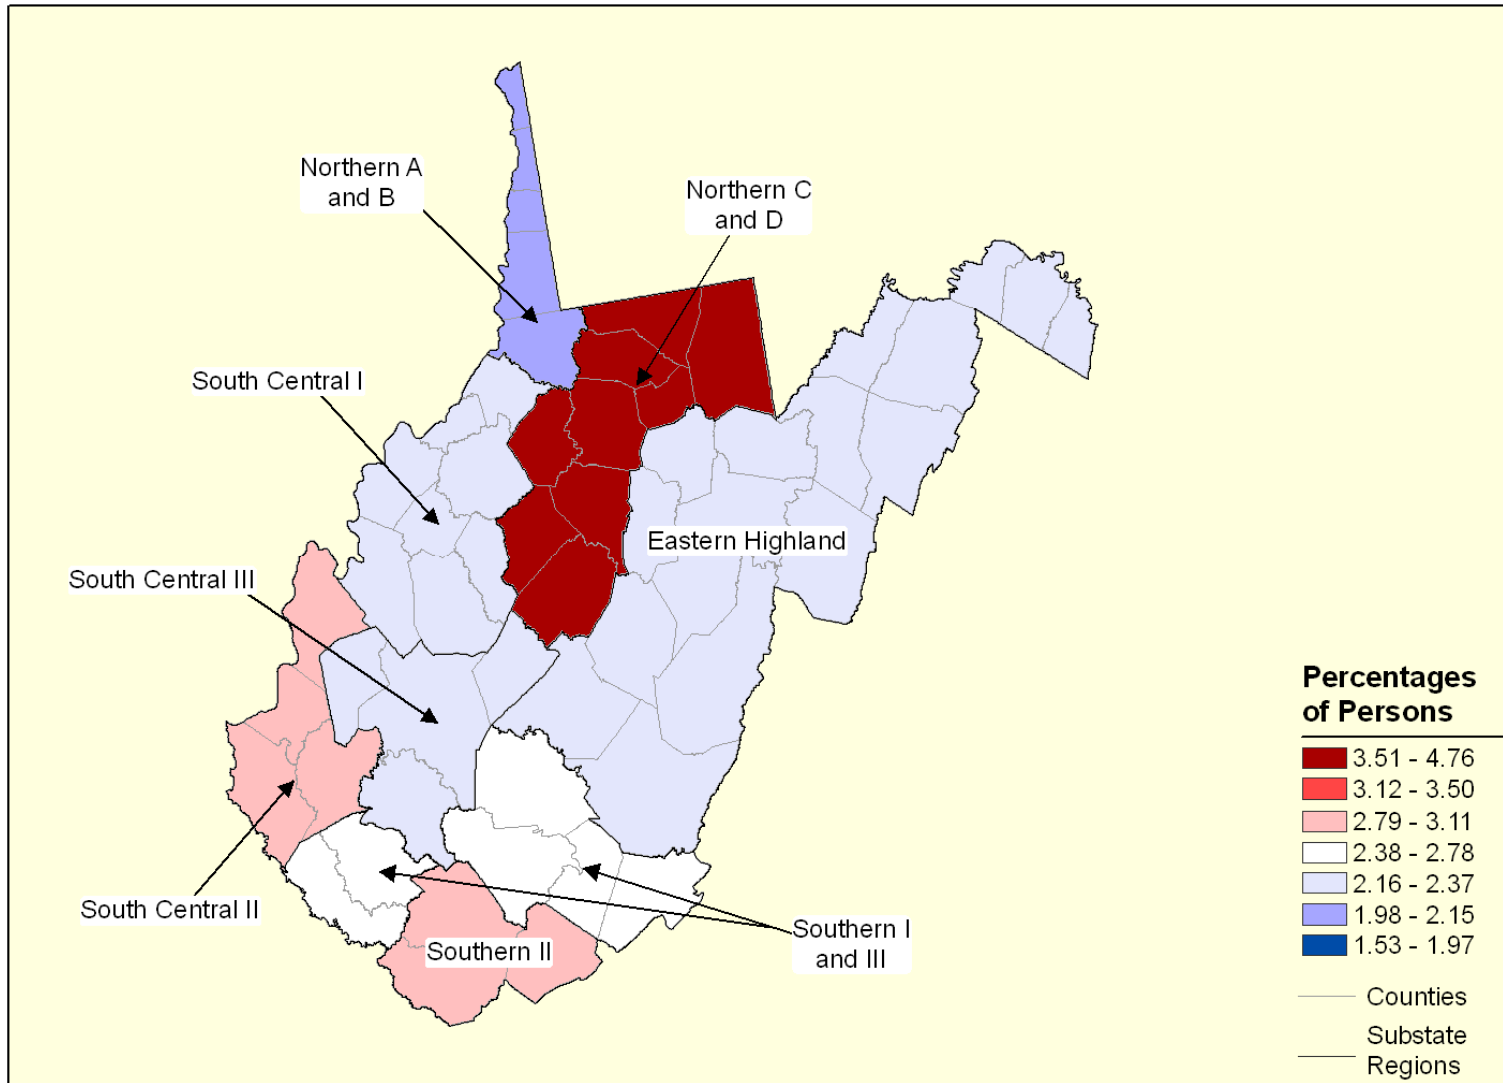 Northern A
and B
Northern C
and D
South Central I
Eastern Highland
South Central III
South Central II
Southern II
Southern I
and III
Percentages
of Persons
3.51 - 4.76
3.12 - 3.50
2.79 - 3.11
2.38 - 2.78
2.16 - 2.37
1.98 - 2.15
1.53 - 1.97
Counties
Substate
Regions